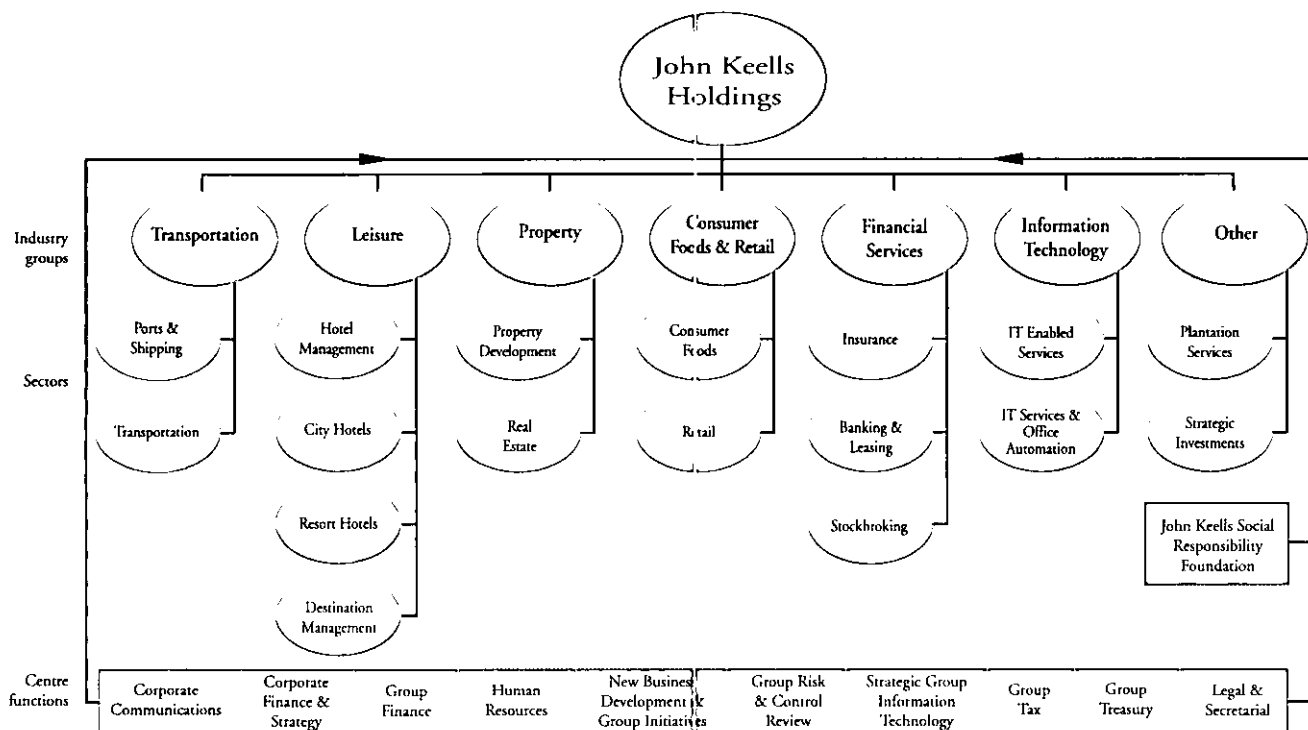 John Keells
Holdings
Industry
groups
Transportation
Leisure
Property
Consumer
Foods & Retail
Financial
Services
Information
Technology
Other
Sectors
Ports &
Shipping
Hotel
Management
Property
Development
Consumer
Foods
Insurance
IT Enabled
Services
Plantation
Services
Transportation
City Hotels
Real
Estate
Retail
Banking &
Leasing
IT Services &
Office
Automation
Strategic
Investments
Resort Hotels
Stockbroking
John Keells Social
Responsibility
Foundation
Destination
Management
Centre
functions
Corporate
Communications
Corporate
Finance &
Strategy
Group
Finance
Human
Resources
New Busines
Development &
Group Initiatives
Group Risk
& Control
Review
Strategic Group
Information
Technology
Group
Tax
Group
Treasury
Legal &
Secretarial